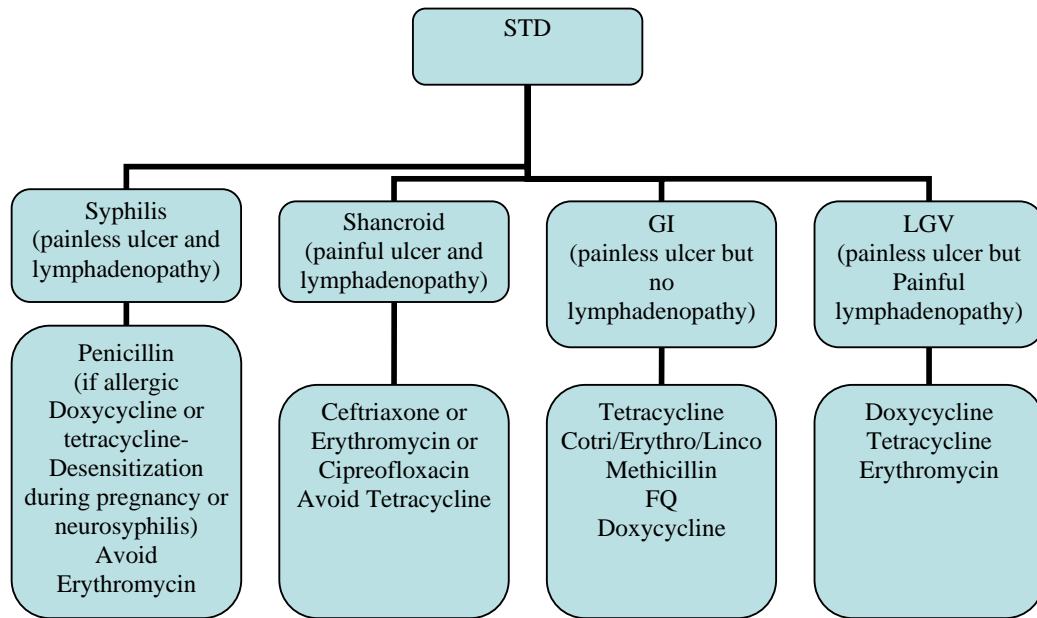 STD
Syphilis
(painless ulcer and
lymphadenopathy)
Shancroid
(painful ulcer and
lymphadenopathy)
GI
(painless ulcer but
no
lymphadenopathy)
LGV
(painless ulcer but
Painful
lymphadenopathy)
Penicillin
(if allergic
Doxycycline or
tetracycline-
Desensitization
during pregnancy or
neurosyphilis)
Avoid
Erythromycin
Ceftriaxone or
Erythromycin or
Cipreofloxacin
Avoid Tetracycline
Tetracycline
Cotri/Erythro/Linco
Methicillin
FQ
Doxycycline
Doxycycline
Tetracycline
Erythromycin